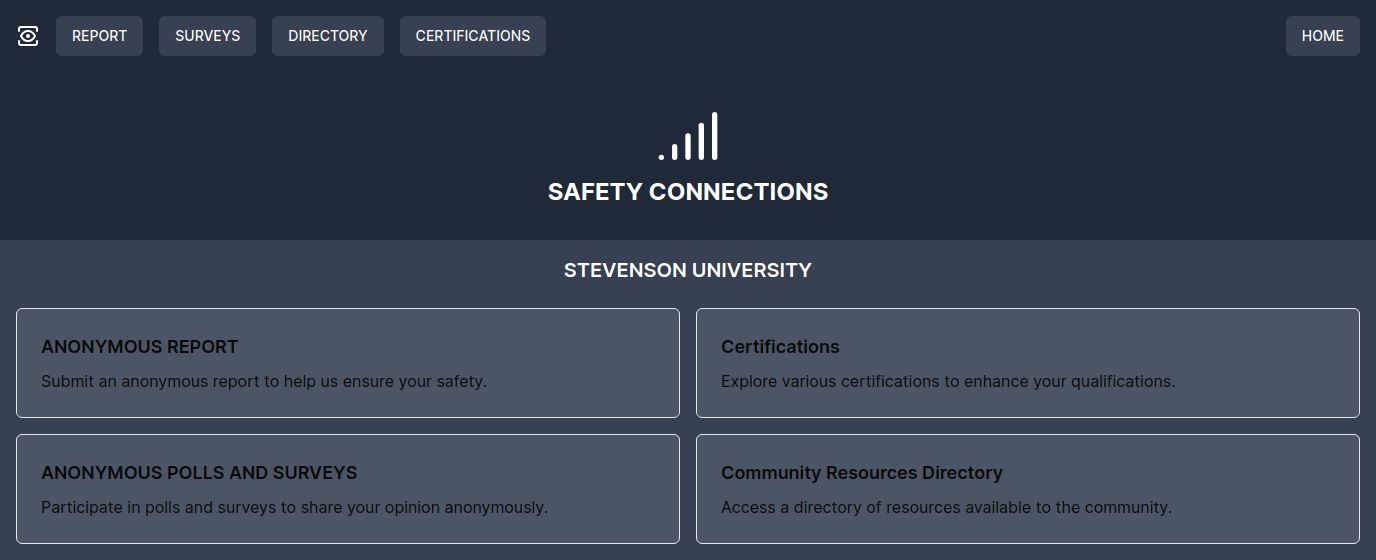 REPORT
SURVEYS
DIRECTORY
CERTIFICATIONS
HOME
SAFETY CONNECTIONS
STEVENSON UNIVERSITY
ANONYMOUS REPORT
Submit an anonymous report to help us ensure your safety.
Certifications
Explore various certifications to enhance your qualifications.
ANONYMOUS POLLS AND SURVEYS
Participate in polls and surveys to share your opinion anonymously.
Community Resources Directory
Access a directory of resources available to the community.